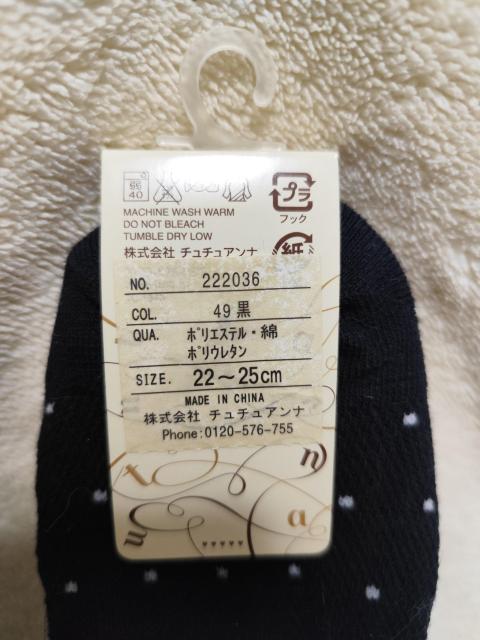 弱
40
プラ
フック
MACHINE WASH WARM
DO NOT BLEACH
TUMBLE DRY LOW
株式会社 チュチュアンナ
紙
NO. 222036
COL. 49 黒
QUA. ポリエステル・綿
ポリウレタン
SIZE. 22～25cm
MADE IN CHINA
株式会社 チュチュアンナ
Phone:0120-576-755
t
n
a
n